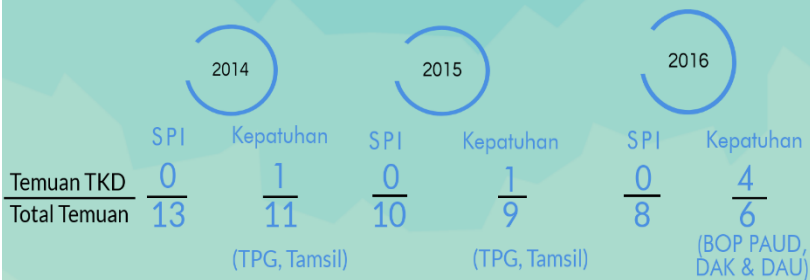 2014 2015 2016
SPI Kepatuhan SPI Kepatuhan SPI Kepatuhan
Temuan TKD 0 1 0 1 0 4
Total Temuan 13 11 10 9 8 6
(TPG, Tamsil) (TPG, Tamsil) (BOP PAUD,
DAK & DAU)